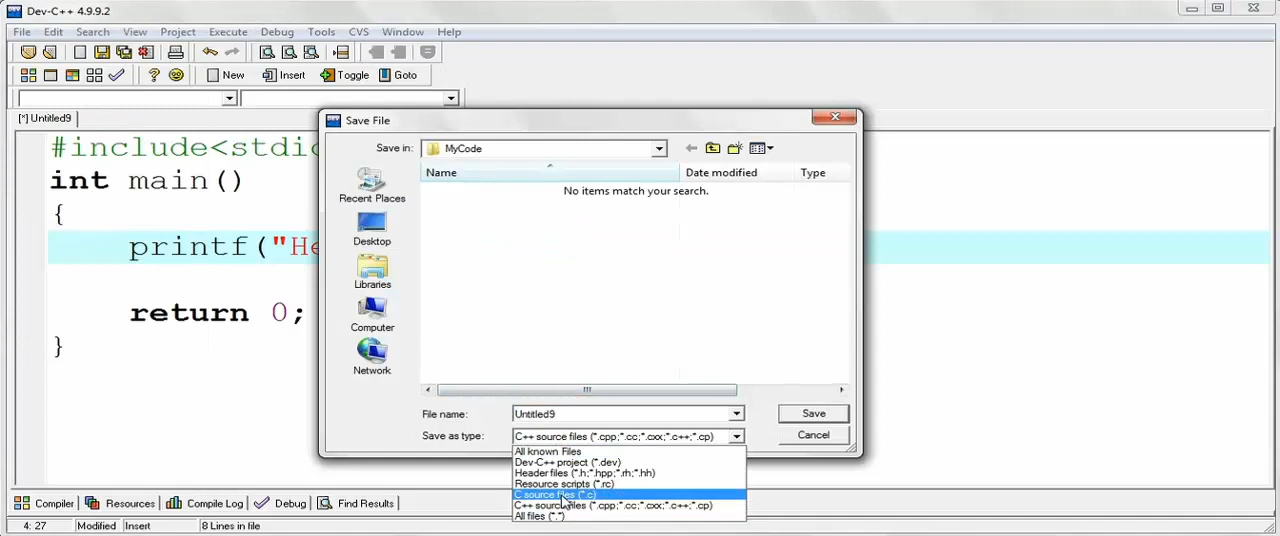 Dev-C++ 4.9.9.2
File Edit Search View Project Execute Debug Tools CVS Window Help
New Insert Toggle Goto
[*] Untitled9
#include<stdio
int main()
{
printf("He
return 0;
}
Save File
Save in: MyCode
Name Date modified Type
No items match your search.
Recent Places
Desktop
Libraries
Computer
Network
File name: Untitled9 Save
Save as type: C++ source files (*.cpp;*.cc;*.cxx;*.c++;*.cp) Cancel
All known Files
Dev-C++ project (*.dev)
Header files (*.h;*.hpp;*.rh;*.hh)
Resource scripts (*.rc)
C source files (*.c)
C++ source files (*.cpp;*.cc;*.cxx;*.c++;*.cp)
All files (*.*)
Compiler Resources Compile Log Debug Find Results
4: 27 Modified Insert 8 Lines in file